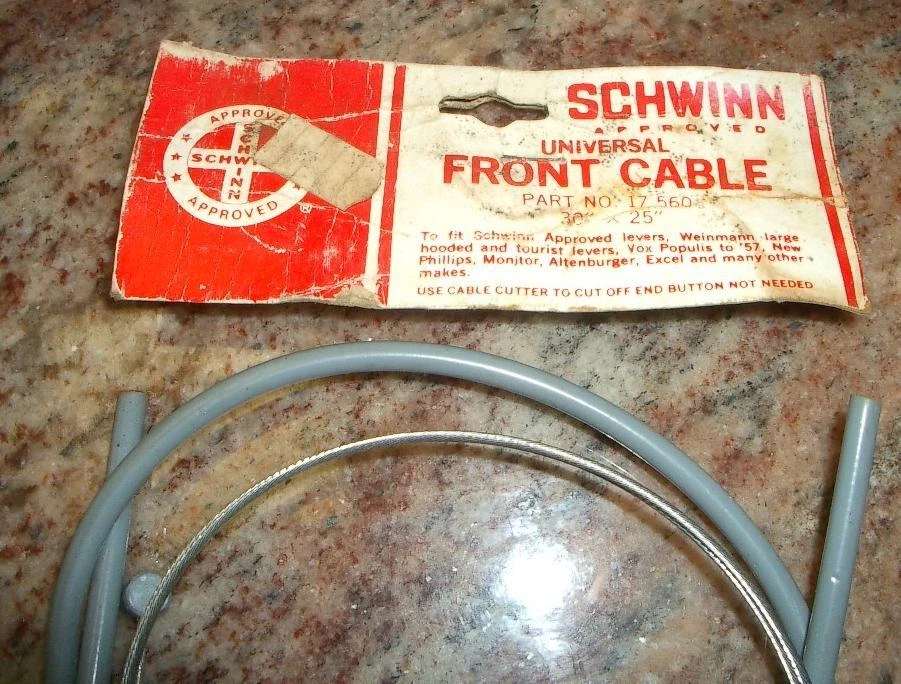 APPROVED
SCHWINN
SCHWINN
APPROVED
®
SCHWINN
APPROVED
UNIVERSAL
FRONT CABLE
PART NO. 17 560
30" x 25"
To fit Schwinn Approved levers, Weinmann large
hooded and tourist levers, Vox Populis to '57, New
Phillips, Monitor, Altenburger, Excel and many other
makes.
USE CABLE CUTTER TO CUT OFF END BUTTON NOT NEEDED